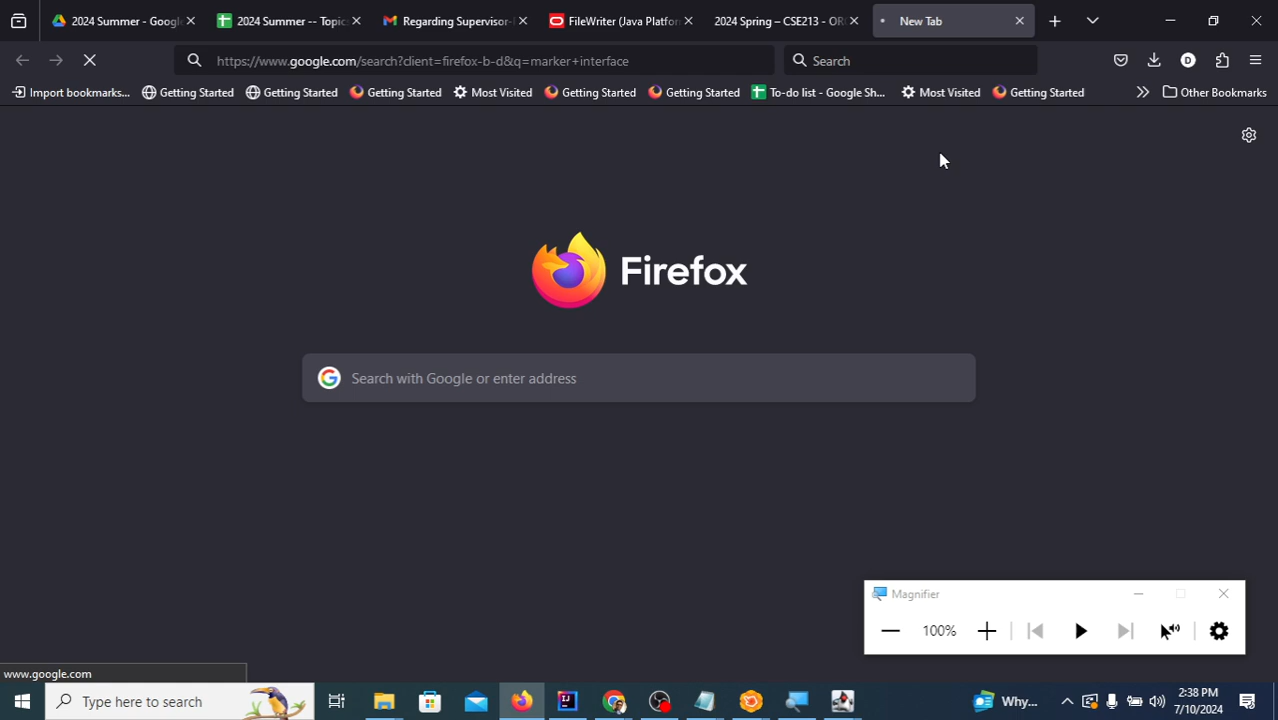 2024 Summer - Google
2024 Summer -- Topic
Regarding Supervisor-
FileWriter (Java Platfor
2024 Spring – CSE213 - OR
New Tab
https://www.google.com/search?client=firefox-b-d&q=marker+interface
Search
Import bookmarks...
Getting Started
Getting Started
Getting Started
Most Visited
Getting Started
Getting Started
To-do list - Google Sh...
Most Visited
Getting Started
Other Bookmarks
Firefox
Search with Google or enter address
Magnifier
100%
www.google.com
Type here to search
Why...
2:38 PM
7/10/2024